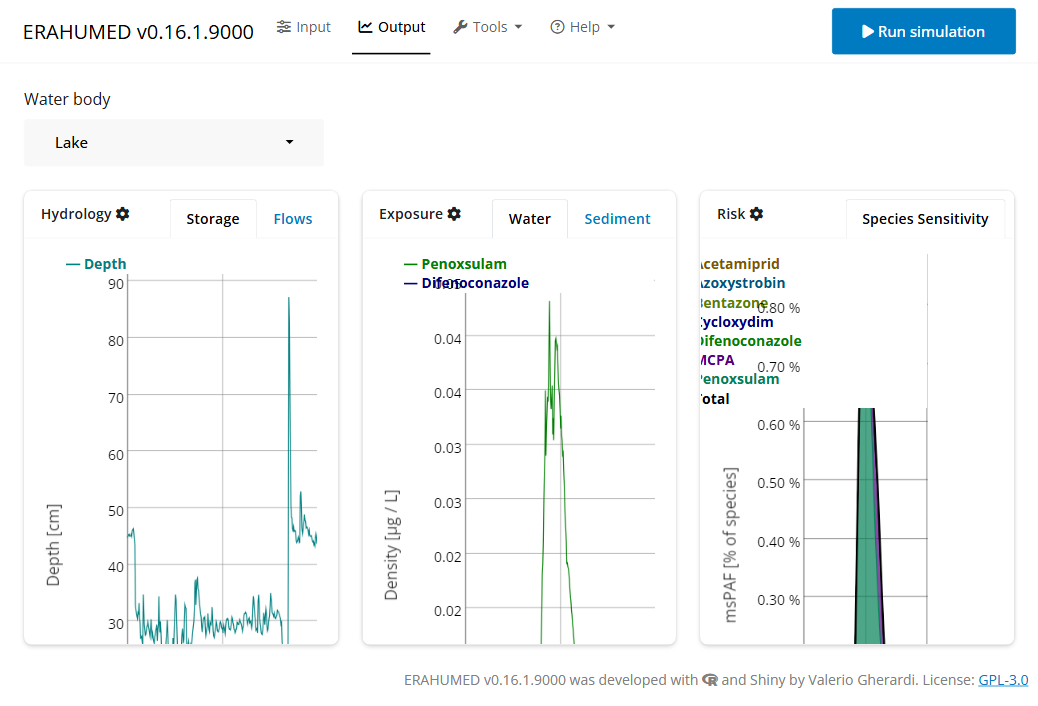 ERAHUMED v0.16.1.9000 Input Output Tools Help Run simulation
Water body
Lake
Hydrology Storage Flows
Depth
90
80
70
60
50
40
30
Depth [cm]
Exposure Water Sediment
Penoxsulam
Difenoconazole
0.05
0.04
0.04
0.03
0.03
0.02
0.02
Density [µg / L]
Risk Species Sensitivity
Acetamiprid
Azoxystrobin
Bentazone
Cycloxydim
Difenoconazole
MCPA
Penoxsulam
Total
0.80 %
0.70 %
0.60 %
0.50 %
0.40 %
0.30 %
msPAF [% of species]
ERAHUMED v0.16.1.9000 was developed with R and Shiny by Valerio Gherardi. License: GPL-3.0